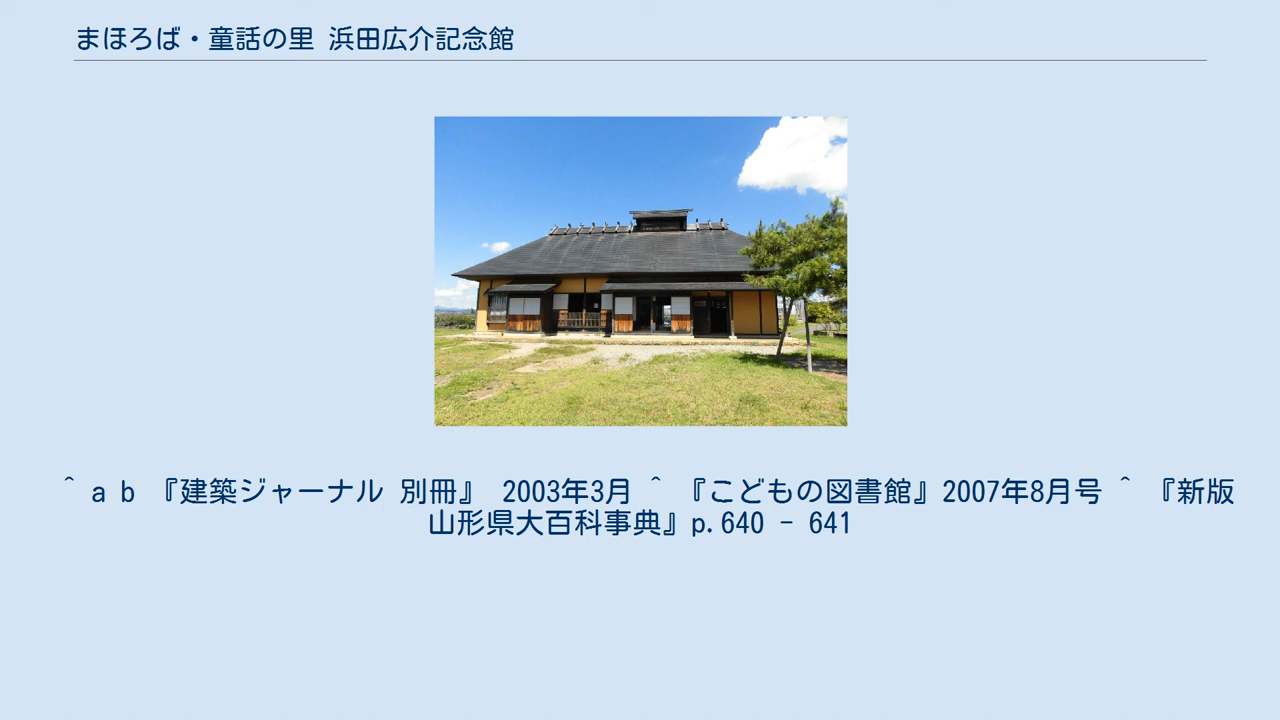 まほろば・童話の里 浜田広介記念館
^ a b 『建築ジャーナル 別冊』 2003年3月 ^ 『こどもの図書館』2007年8月号 ^ 『新版
山形県大百科事典』p.640 - 641